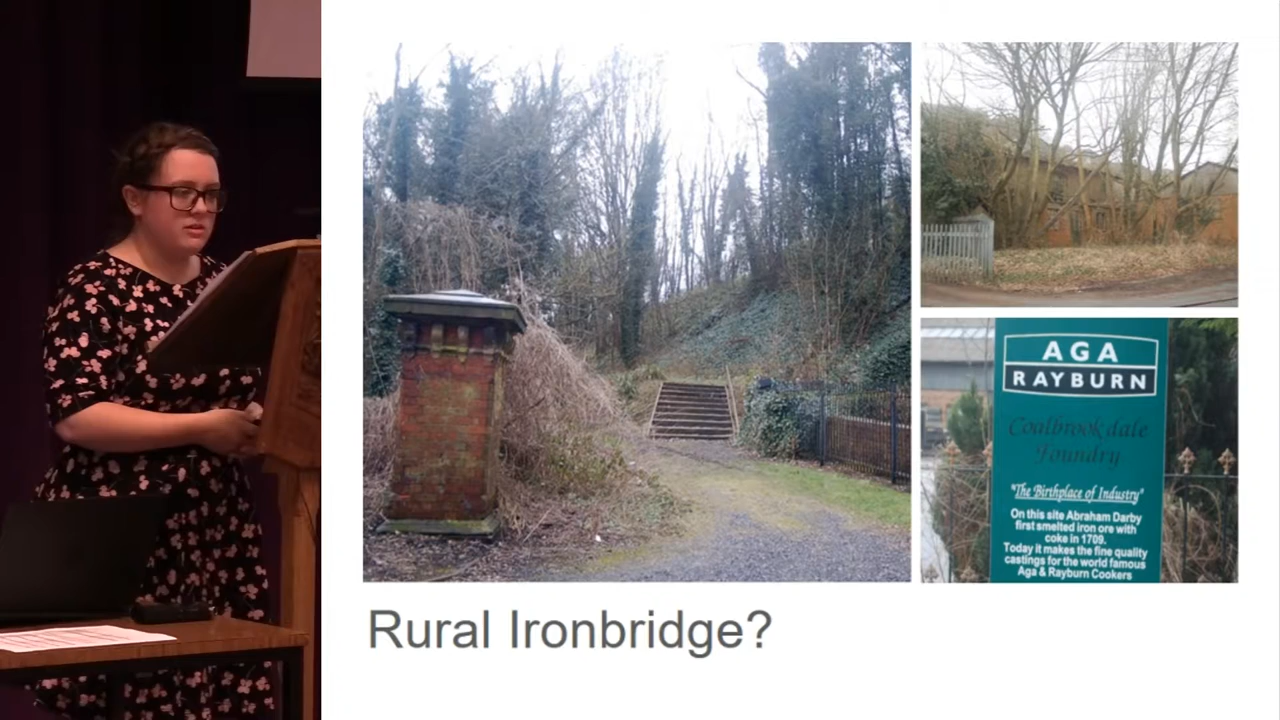 AGA
RAYBURN
Coalbrookdale
Foundry
"The Birthplace of Industry"
On this site Abraham Darby
first smelted iron ore with
coke in 1709.
Today it makes the fine quality
castings for the world famous
Aga & Rayburn Cookers
Rural Ironbridge?